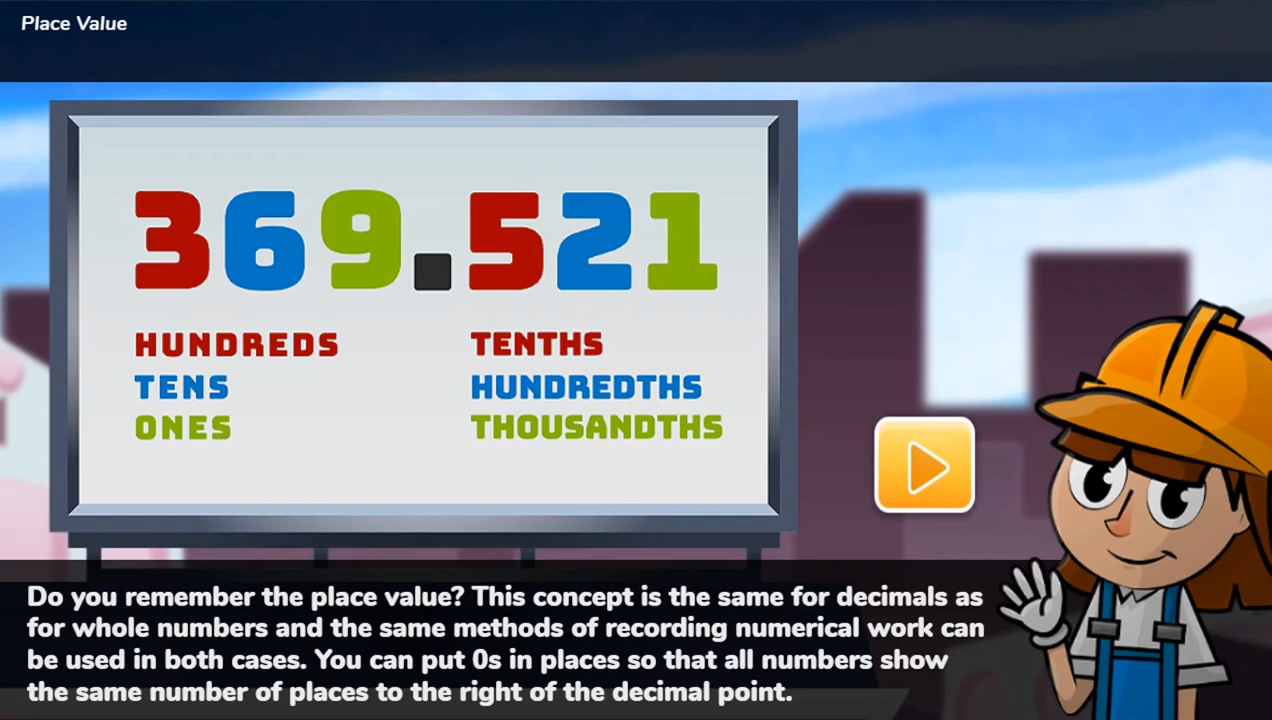 Place Value
369.521
HUNDREDS
TENS
ONES
TENTHS
HUNDREDTHS
THOUSANDTHS
Do you remember the place value? This concept is the same for decimals as
for whole numbers and the same methods of recording numerical work can
be used in both cases. You can put 0s in places so that all numbers show
the same number of places to the right of the decimal point.